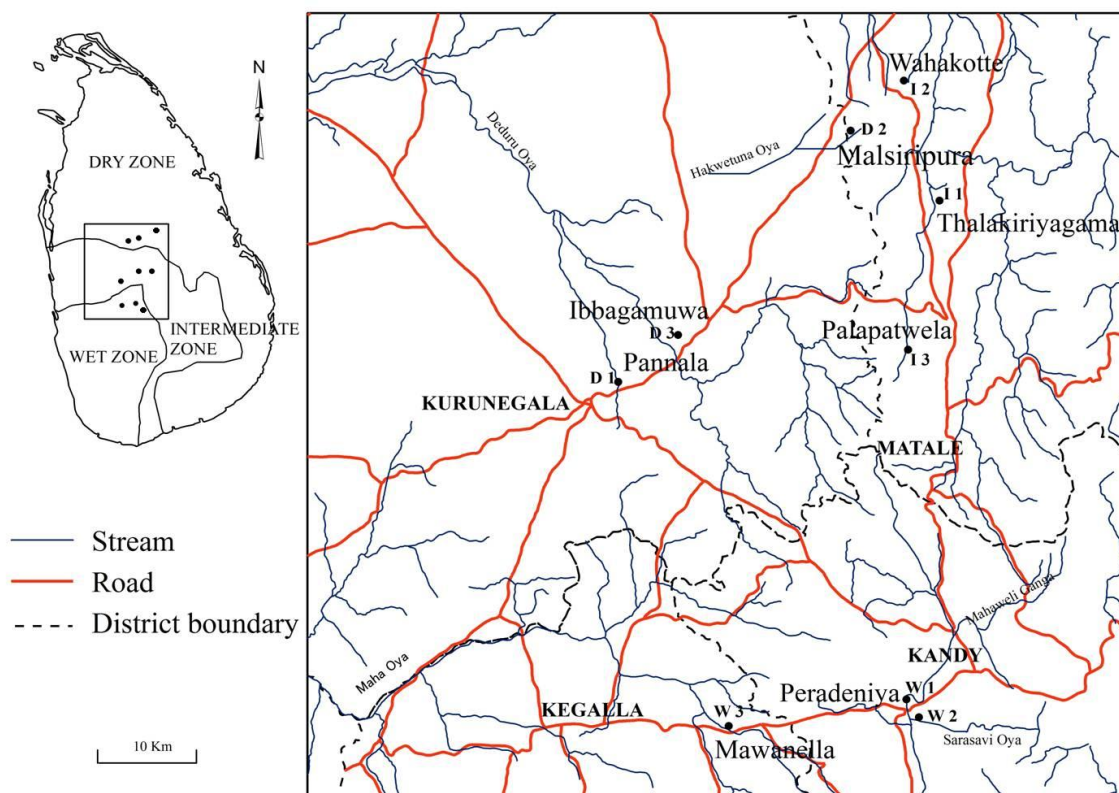 N
DRY ZONE
INTERMEDIATE
ZONE
WET ZONE
Stream
Road
District boundary
10 Km
Wahakotte
I 2
Deduru Oya
D 2
Hakwetuna Oya
Malsiripura
I 1
Thalakiriyagama
Ibbagamuwa
D 3
Palapatwela
Pannala
I 3
D 1
KURUNEGALA
MATALE
Mahaweli Ganga
Maha Oya
KANDY
Peradeniya
W 1
KEGALLA
W 3
W 2
Sarasavi Oya
Mawanella